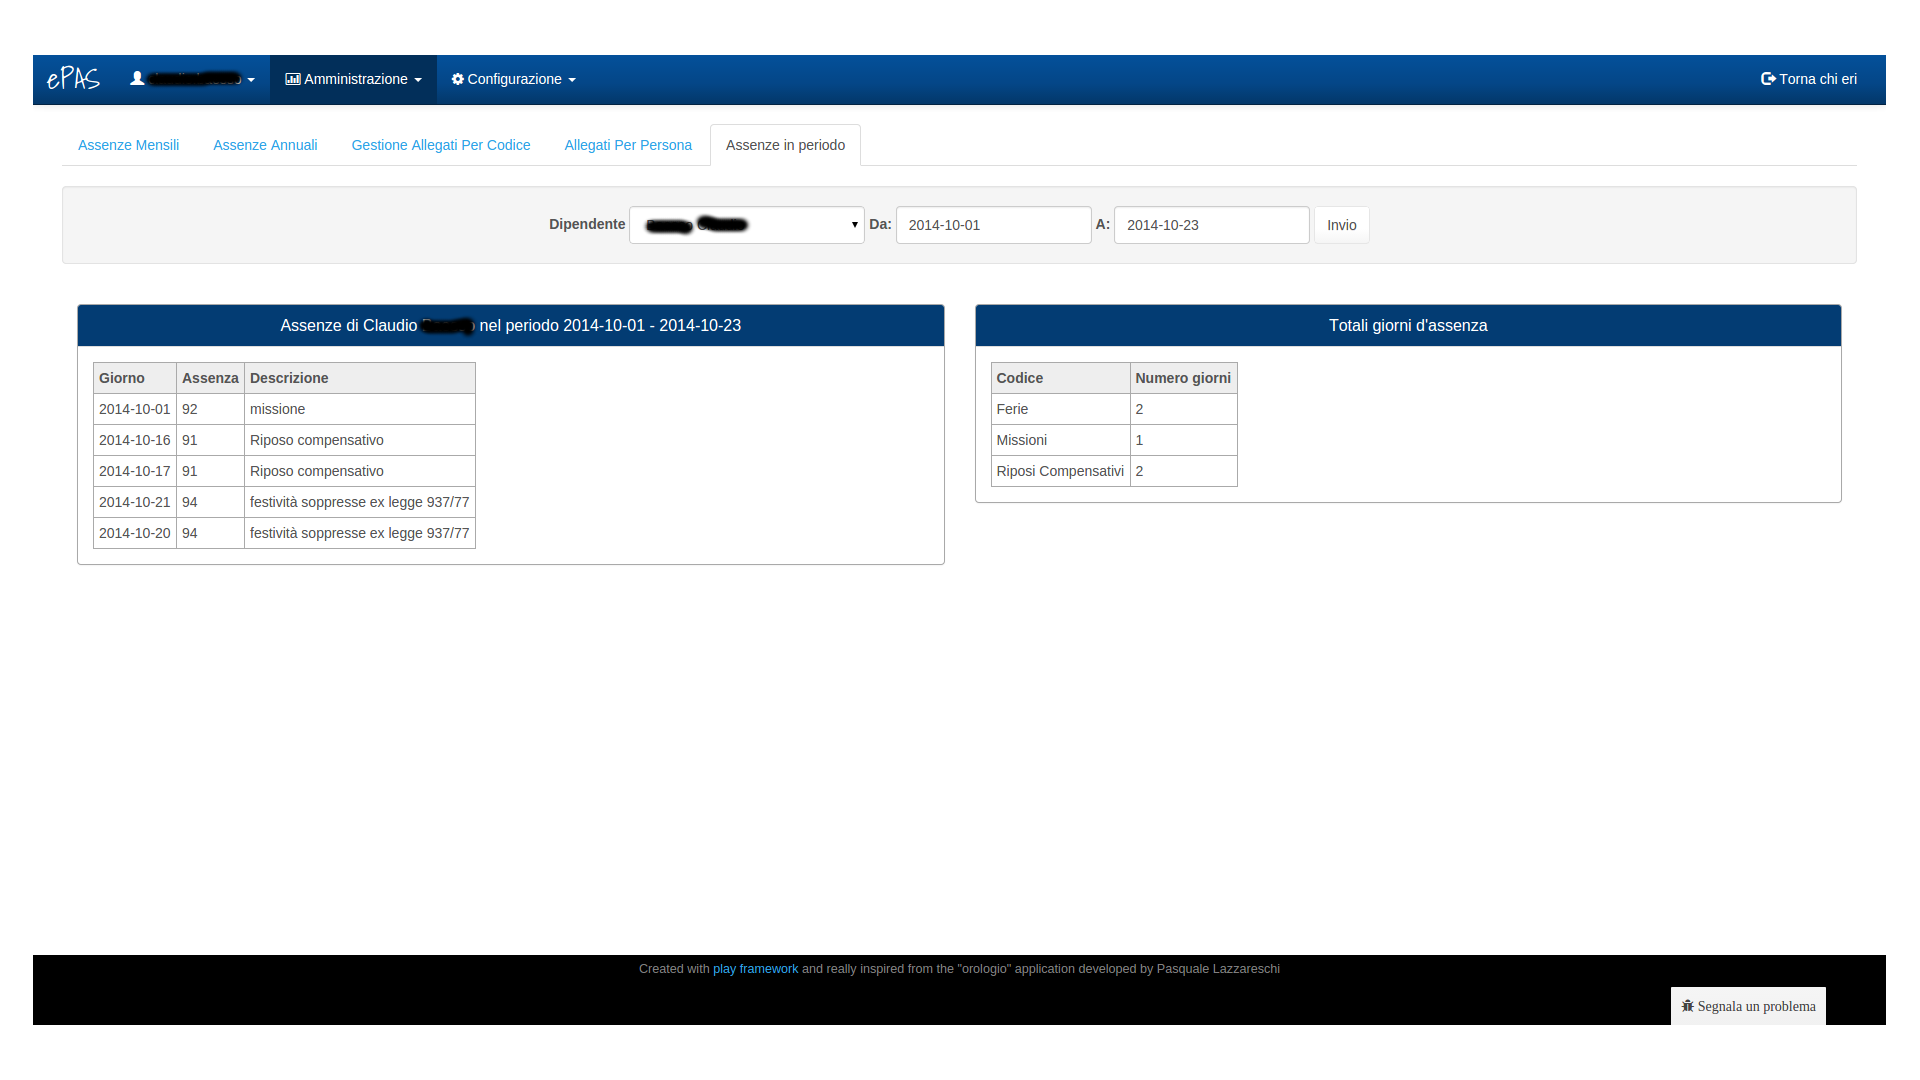 ePAS Amministrazione Configurazione Torna chi eri
Assenze Mensili Assenze Annuali Gestione Allegati Per Codice Allegati Per Persona Assenze in periodo
Dipendente Da: 2014-10-01 A: 2014-10-23 Invio
Assenze di Claudio nel periodo 2014-10-01 - 2014-10-23
Giorno Assenza Descrizione
2014-10-01 92 missione
2014-10-16 91 Riposo compensativo
2014-10-17 91 Riposo compensativo
2014-10-21 94 festività soppresse ex legge 937/77
2014-10-20 94 festività soppresse ex legge 937/77
Totali giorni d'assenza
Codice Numero giorni
Ferie 2
Missioni 1
Riposi Compensativi 2
Created with play framework and really inspired from the "orologio" application developed by Pasquale Lazzareschi
Segnala un problema